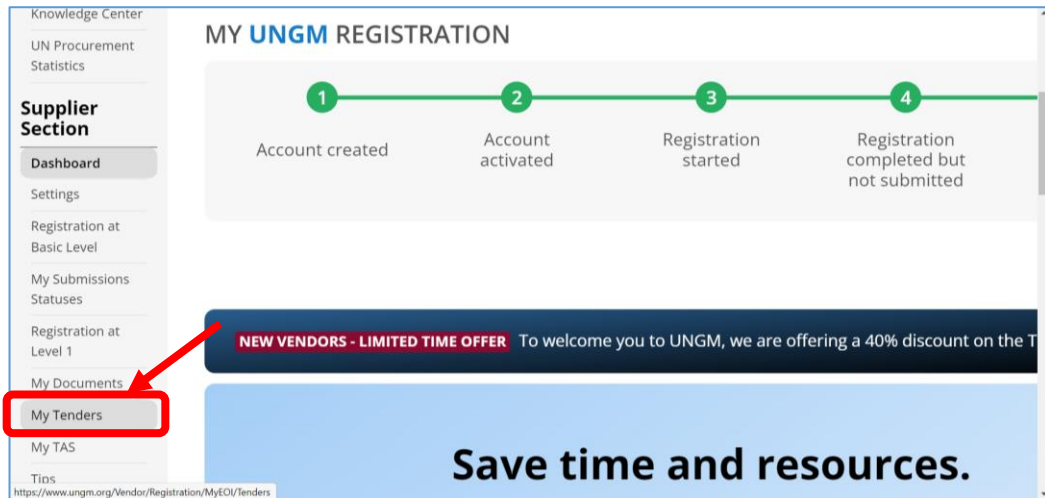 Knowledge Center
UN Procurement
Statistics
Supplier
Section
Dashboard
Settings
Registration at
Basic Level
My Submissions
Statuses
Registration at
Level 1
My Documents
My Tenders
My TAS
Tips
https://www.ungm.org/Vendor/Registration/MyEOI/Tenders
MY UNGM REGISTRATION
1
2
3
4
Account created
Account
activated
Registration
started
Registration
completed but
not submitted
NEW VENDORS - LIMITED TIME OFFER To welcome you to UNGM, we are offering a 40% discount on the T
Save time and resources.